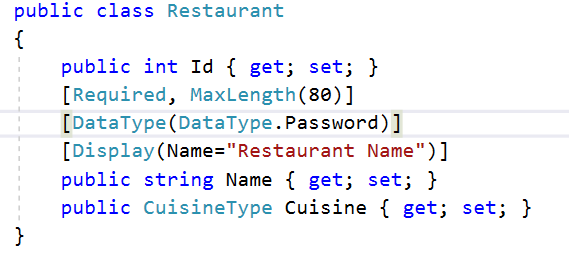 public class Restaurant
{
public int Id { get; set; }
[Required, MaxLength(80)]
[DataType(DataType.Password)]
[Display(Name="Restaurant Name")]
public string Name { get; set; }
public CuisineType Cuisine { get; set; }
}